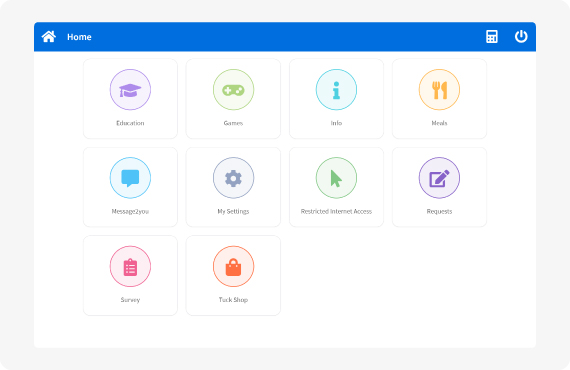 Home
Education
Games
Info
Meals
Message2you
My Settings
Restricted Internet Access
Requests
Survey
Tuck Shop